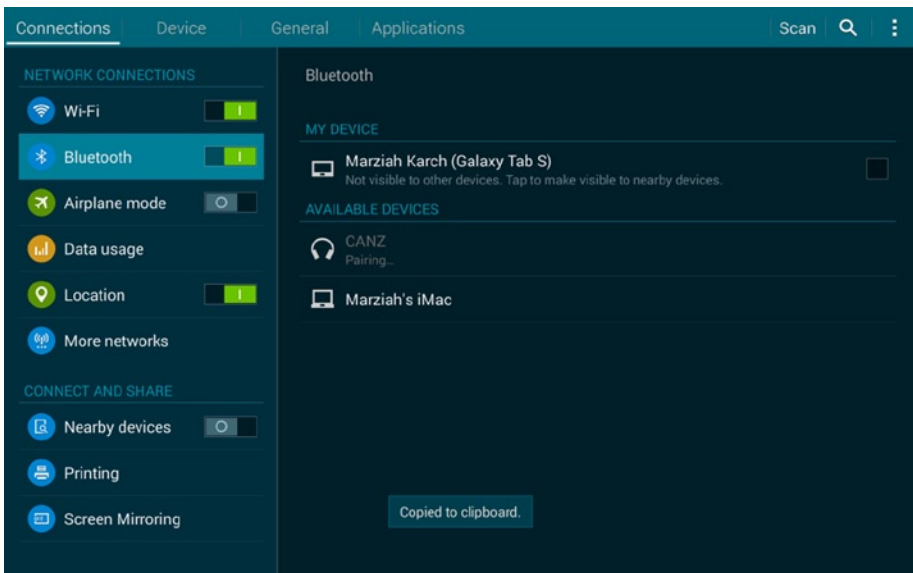 Connections Device General Applications Scan
NETWORK CONNECTIONS
Wi-Fi
Bluetooth
Airplane mode
Data usage
Location
More networks
CONNECT AND SHARE
Nearby devices
Printing
Screen Mirroring
Bluetooth
MY DEVICE
Marziah Karch (Galaxy Tab S)
Not visible to other devices. Tap to make visible to nearby devices.
AVAILABLE DEVICES
CANZ
Pairing...
Marziah's iMac
Copied to clipboard.